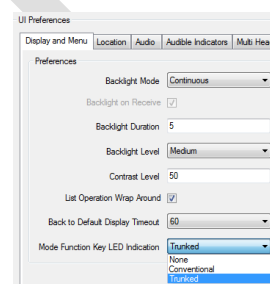 UI Preferences
Display and Menu Location Audio Audible Indicators Multi Hea
Preferences
Backlight Mode Continuous
Backlight on Receive
Backlight Duration 5
Backlight Level Medium
Contrast Level 50
List Operation Wrap Around
Back to Default Display Timeout 60
Mode Function Key LED Indication Trunked
None
Conventional
Trunked